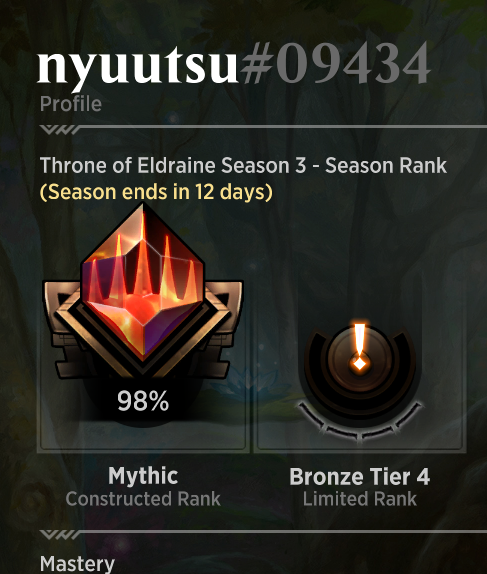 nyuutsu#09434
Profile
Throne of Eldraine Season 3 - Season Rank
(Season ends in 12 days)
98%
Mythic
Constructed Rank
Bronze Tier 4
Limited Rank
Mastery